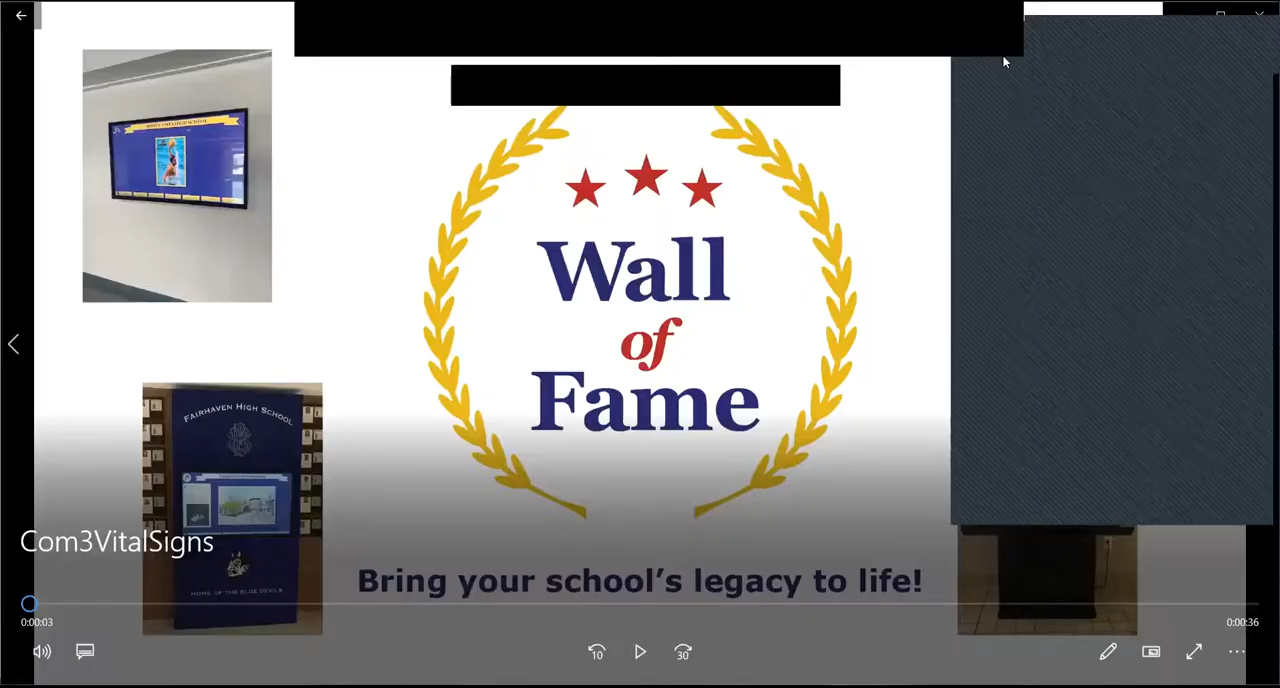 Wall
of
Fame
FAIRHAVEN HIGH SCHOOL
Com3VitalSigns
HOME OF THE BLUE DEVILS
Bring your school's legacy to life!
0:00:03
0:00:36
10
30